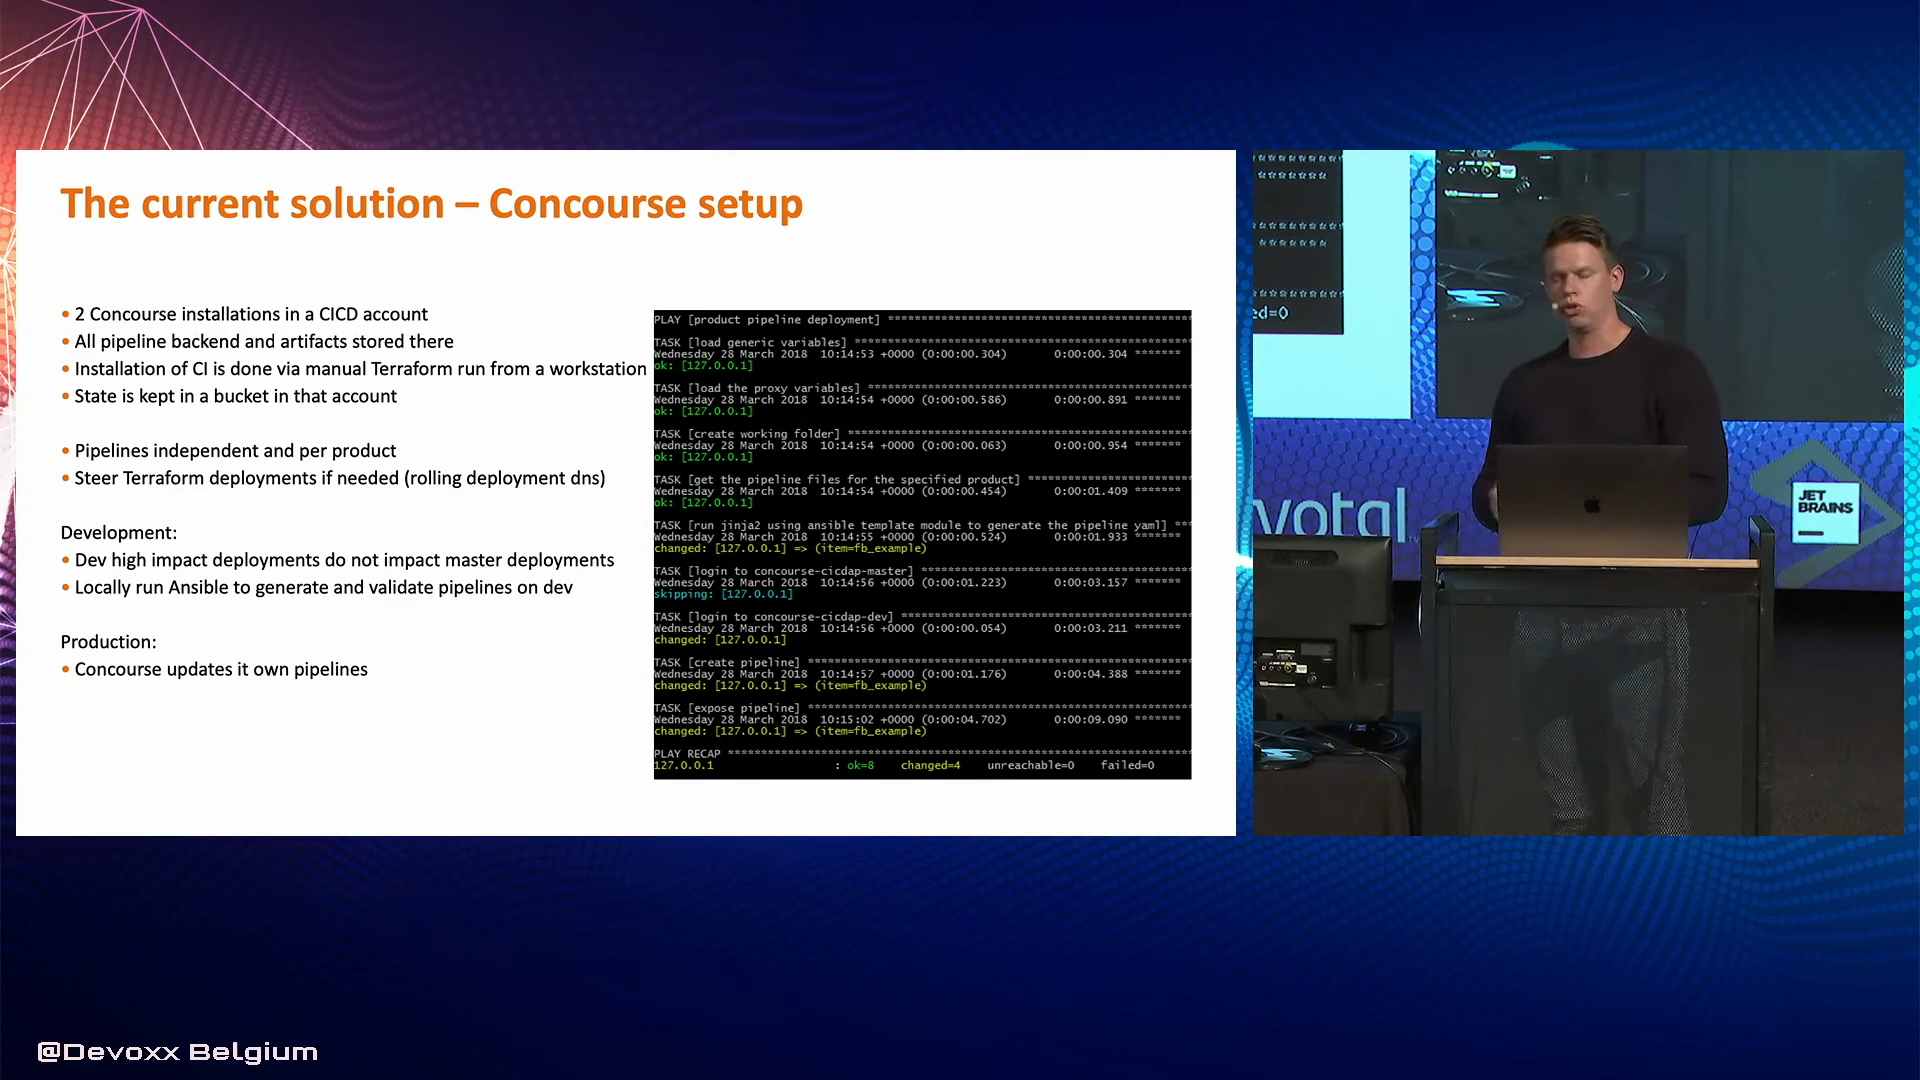 The current solution – Concourse setup
• 2 Concourse installations in a CICD account
• All pipeline backend and artifacts stored there
• Installation of CI is done via manual Terraform run from a workstation
• State is kept in a bucket in that account
• Pipelines independent and per product
• Steer Terraform deployments if needed (rolling deployment dns)
Development:
• Dev high impact deployments do not impact master deployments
• Locally run Ansible to generate and validate pipelines on dev
Production:
• Concourse updates it own pipelines
PLAY [product pipeline deployment] ****************************************
TASK [load generic variables] *********************************************
Wednesday 28 March 2018  10:14:53 +0000 (0:00:00.304)       0:00:00.304 *******
ok: [127.0.0.1]
TASK [load the proxy variables] *******************************************
Wednesday 28 March 2018  10:14:54 +0000 (0:00:00.586)       0:00:00.891 *******
ok: [127.0.0.1]
TASK [create working folder] **********************************************
Wednesday 28 March 2018  10:14:54 +0000 (0:00:00.063)       0:00:00.954 *******
ok: [127.0.0.1]
TASK [get the pipeline files for the specified product] *******************
Wednesday 28 March 2018  10:14:54 +0000 (0:00:00.454)       0:00:01.409 *******
ok: [127.0.0.1]
TASK [run jinja2 using ansible template module to generate the pipeline yaml] ***
Wednesday 28 March 2018  10:14:55 +0000 (0:00:00.524)       0:00:01.933 *******
changed: [127.0.0.1] => (item=fb_example)
TASK [login to concourse-cicdap-master] ***********************************
Wednesday 28 March 2018  10:14:56 +0000 (0:00:01.223)       0:00:03.157 *******
skipping: [127.0.0.1]
TASK [login to concourse-cicdap-dev] **************************************
Wednesday 28 March 2018  10:14:56 +0000 (0:00:00.054)       0:00:03.211 *******
changed: [127.0.0.1]
TASK [create pipeline] ****************************************************
Wednesday 28 March 2018  10:14:57 +0000 (0:00:01.176)       0:00:04.388 *******
changed: [127.0.0.1] => (item=fb_example)
TASK [expose pipeline] ****************************************************
Wednesday 28 March 2018  10:15:02 +0000 (0:00:04.702)       0:00:09.090 *******
changed: [127.0.0.1] => (item=fb_example)
PLAY RECAP ****************************************************************
127.0.0.1                  : ok=8    changed=4    unreachable=0    failed=0
ed=0
votal
JET
BRAINS
@Devoxx Belgium